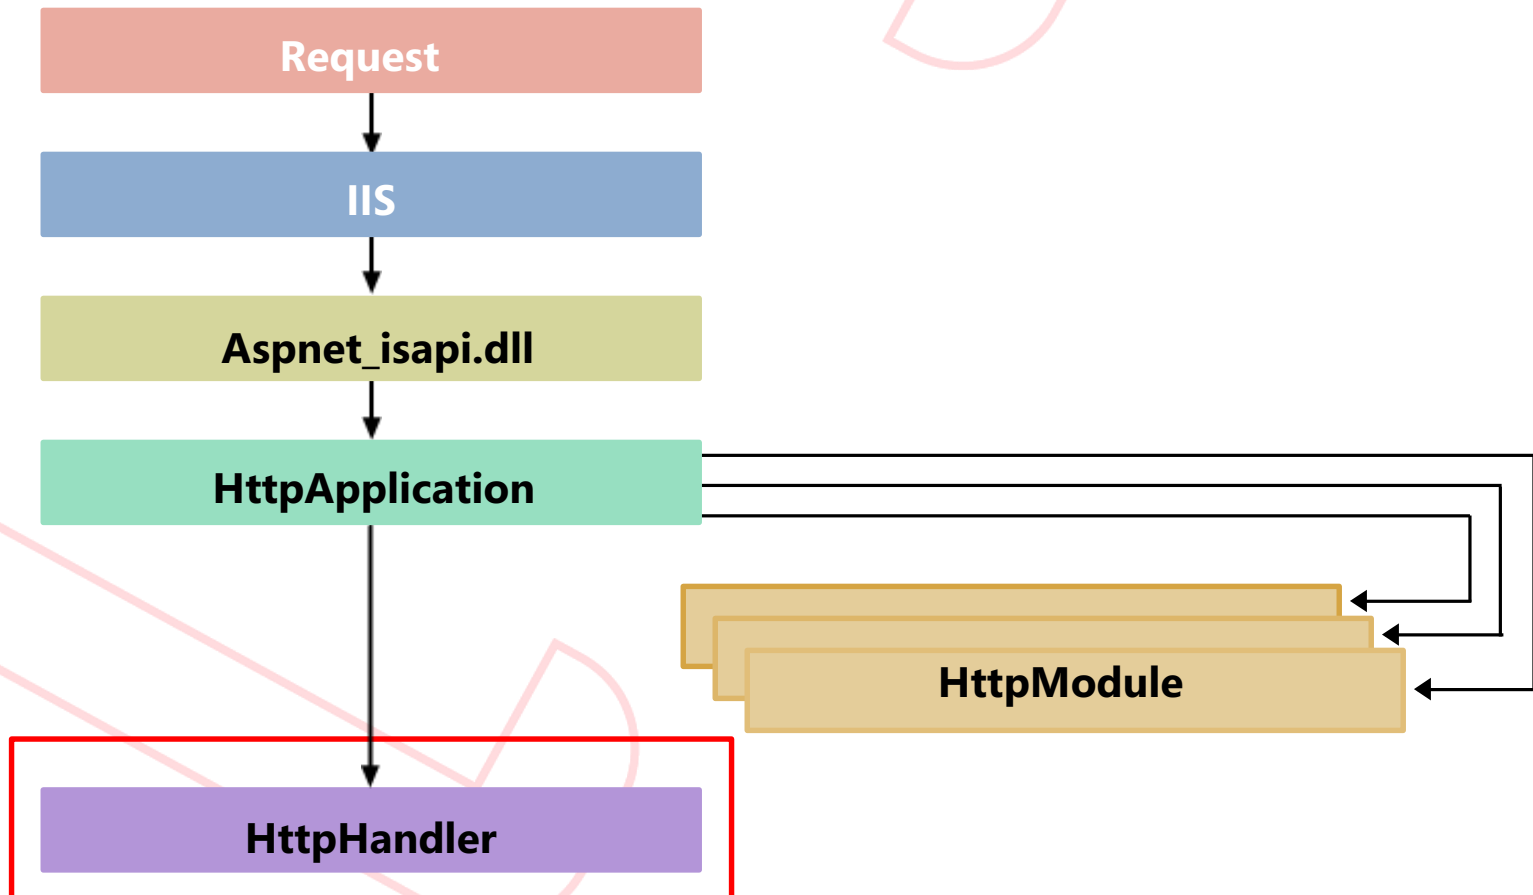 Request
IIS
Aspnet_isapi.dll
HttpApplication
HttpModule
HttpHandler